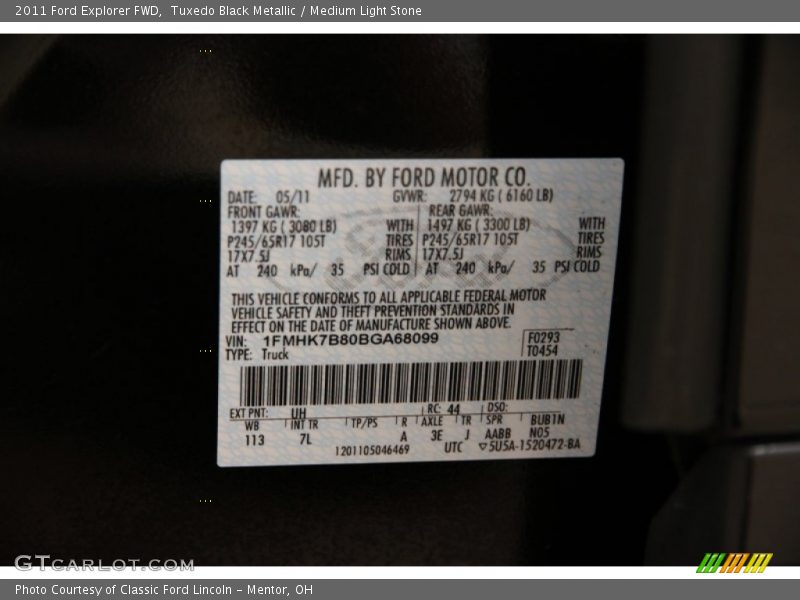 2011 Ford Explorer FWD,  Tuxedo Black Metallic / Medium Light Stone
MFD. BY FORD MOTOR CO.
DATE: 05/11 GVWR: 2794 KG ( 6160 LB)
FRONT GAWR: REAR GAWR:
1397 KG ( 3080 LB) WITH 1497 KG ( 3300 LB) WITH
P245/65R17 105T TIRES P245/65R17 105T TIRES
17X7.5J RIMS 17X7.5J RIMS
AT 240 kPa/ 35 PSI COLD AT 240 kPa/ 35 PSI COLD
THIS VEHICLE CONFORMS TO ALL APPLICABLE FEDERAL MOTOR
VEHICLE SAFETY AND THEFT PREVENTION STANDARDS IN
EFFECT ON THE DATE OF MANUFACTURE SHOWN ABOVE.
VIN: 1FMHK7B80BGA68099 F0293
TYPE: Truck T0454
EXT PNT: UH RC: 44 DSO:
WB INT TR TP/PS R AXLE TR SPR BUB1N
113 7L A 3E J AABB N05
1201105046469 UTC ▽5U5A-1520472-BA
GTCARLOT.COM
Photo Courtesy of Classic Ford Lincoln - Mentor, OH